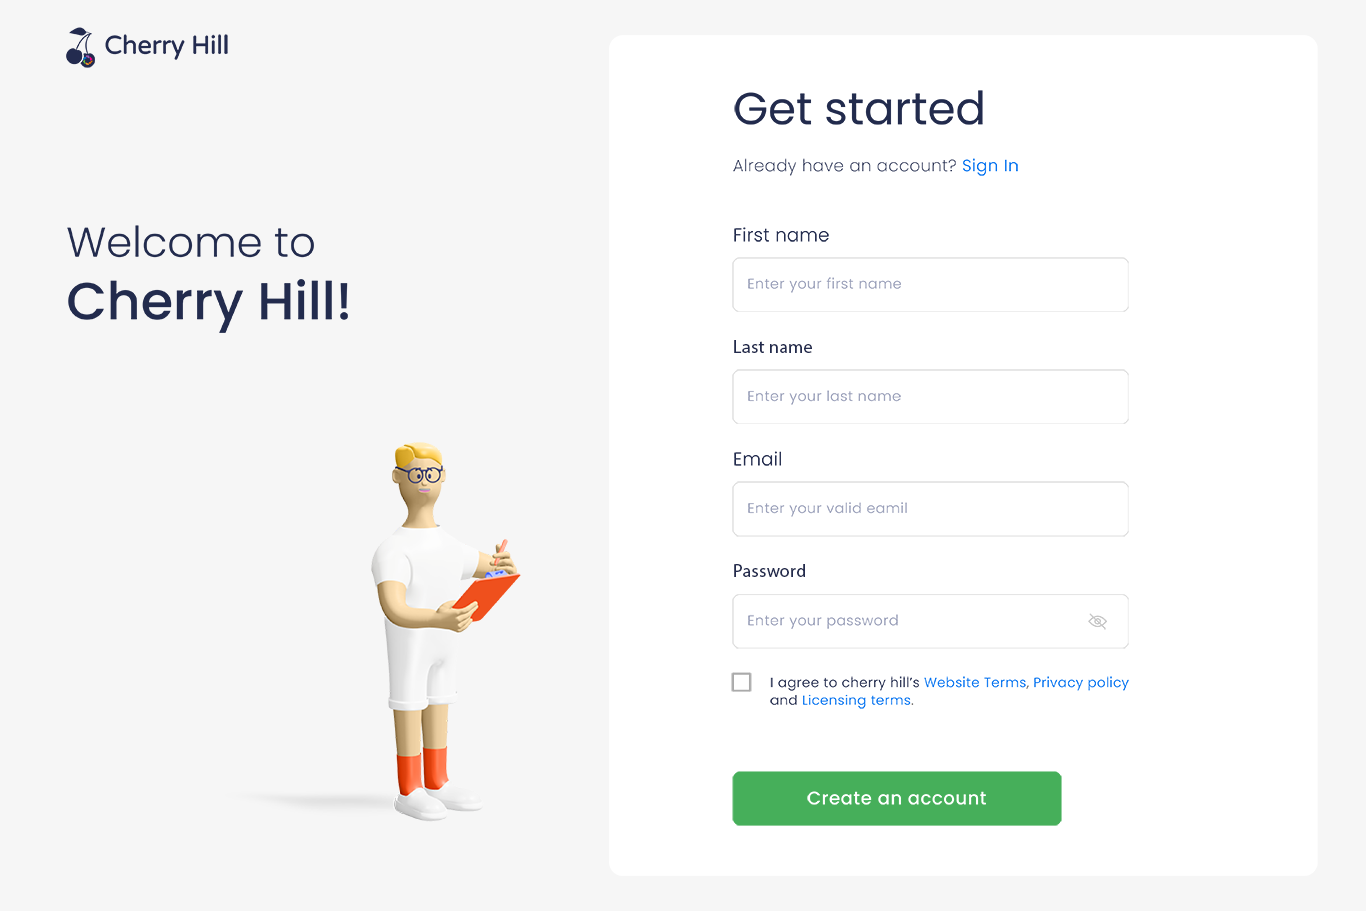 Cherry Hill
Welcome to
Cherry Hill!
Get started
Already have an account? Sign In
First name
Enter your first name
Last name
Enter your last name
Email
Enter your valid eamil
Password
Enter your password
I agree to cherry hill’s Website Terms, Privacy policy
and Licensing terms.
Create an account